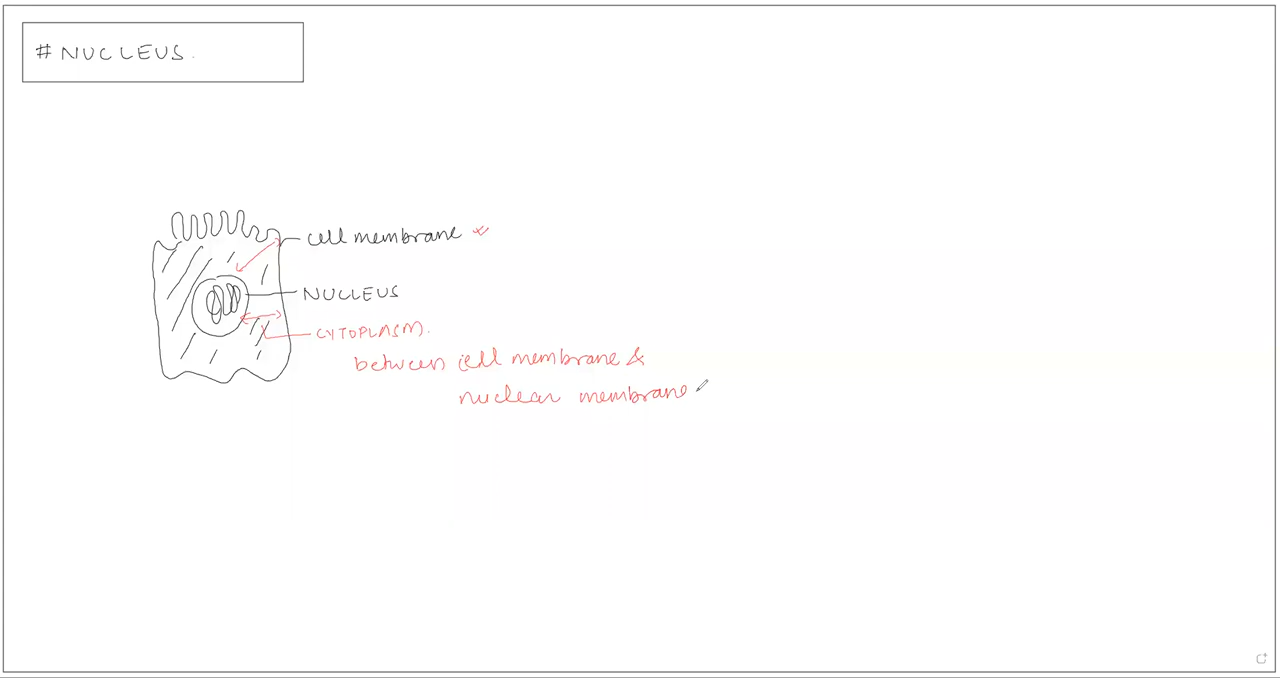 # NUCLEUS.
cell membrane *
NUCLEUS
CYTOPLASM.
between cell membrane &
nuclear membrane